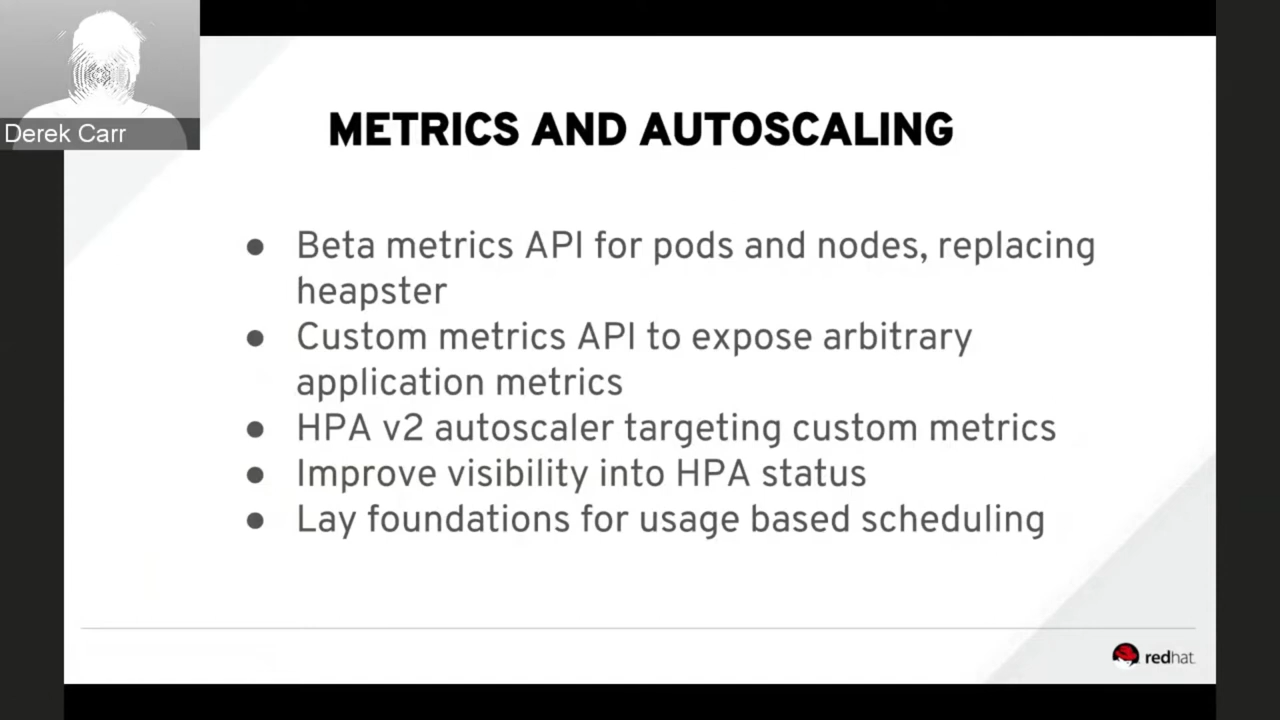 Derek Carr
METRICS AND AUTOSCALING
● Beta metrics API for pods and nodes, replacing
heapster
● Custom metrics API to expose arbitrary
application metrics
● HPA v2 autoscaler targeting custom metrics
● Improve visibility into HPA status
● Lay foundations for usage based scheduling
redhat.